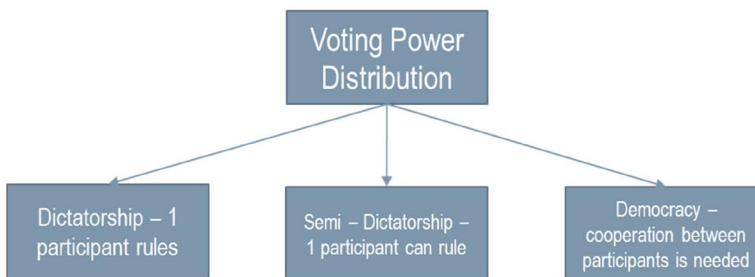 Voting Power
Distribution
Dictatorship – 1
participant rules
Semi – Dictatorship –
1 participant can rule
Democracy –
cooperation between
participants is needed